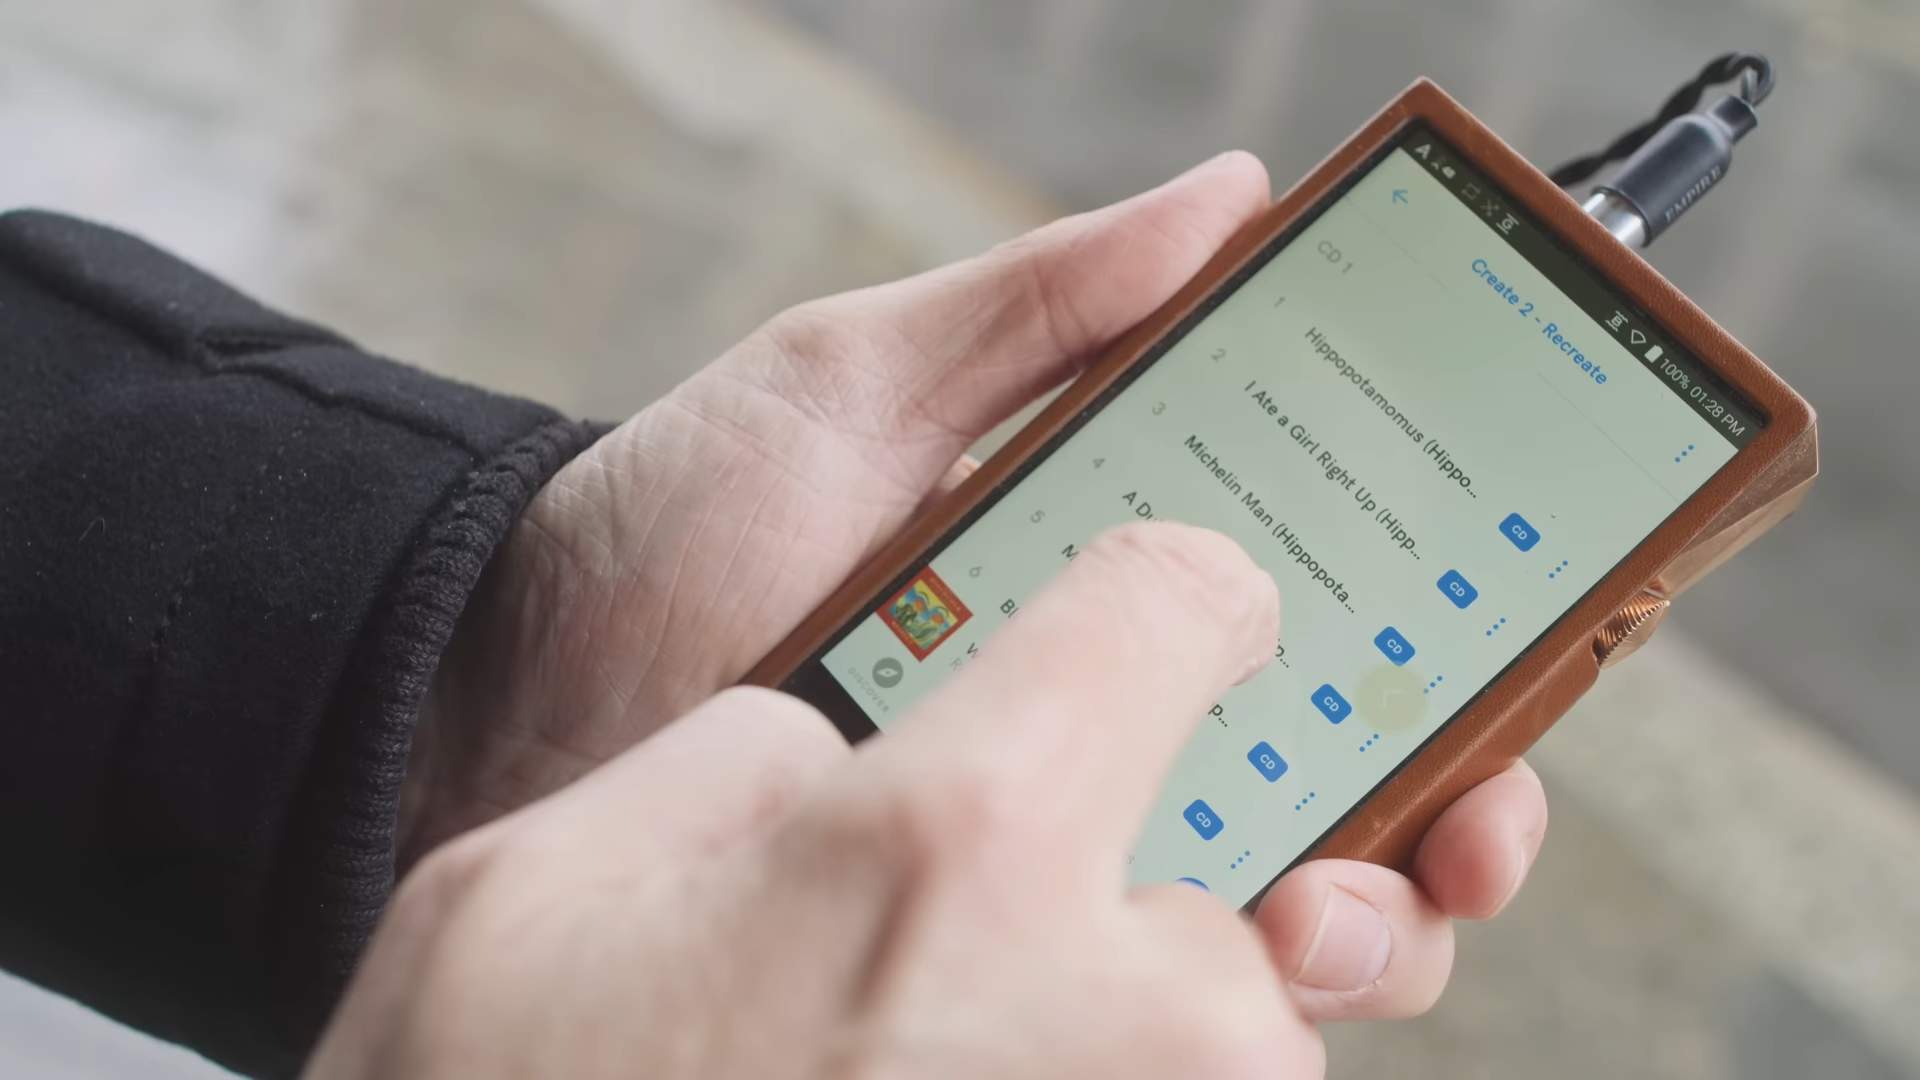 EMPIRE
A
100% 01:28 PM
Create 2 - Recreate
CD 1
1 Hippopotamomus (Hippo... CD
2 I Ate a Girl Right Up (Hipp... CD
3 Michelin Man (Hippopota... CD
4 A CD
5 CD
6 CD
DISCOVER